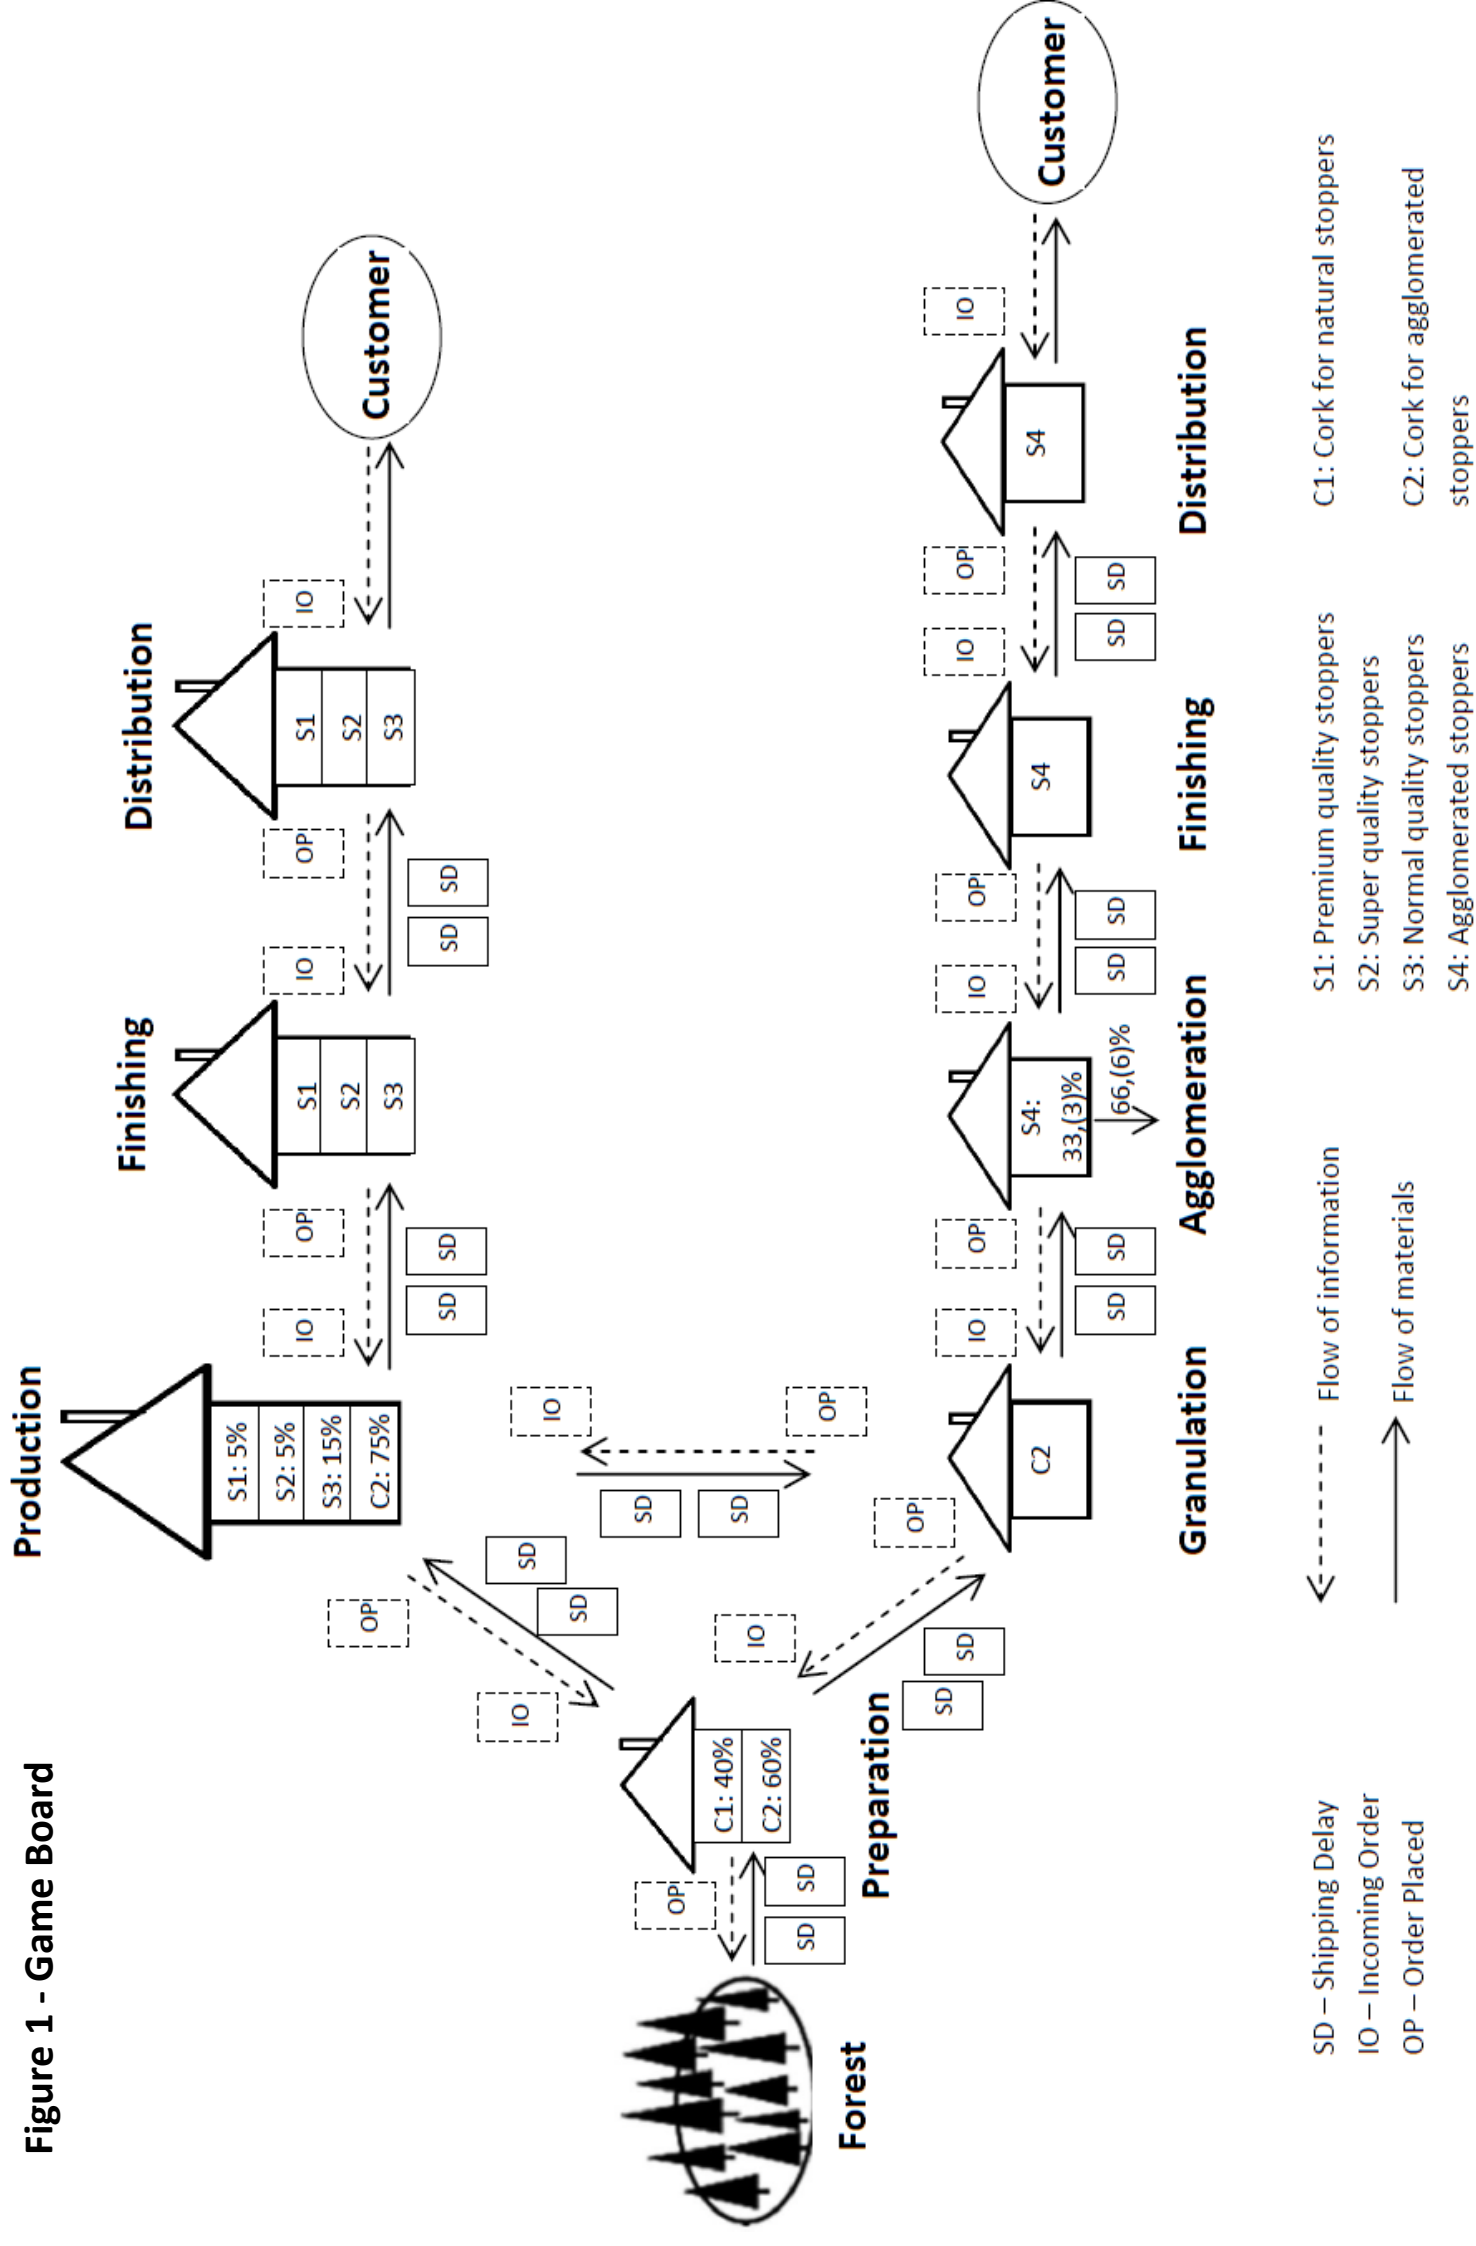 Figure 1 - Game Board
Production
S1: 5%
S2: 5%
S3: 15%
C2: 75%
IO
OP
SD
SD
Finishing
S1
S2
S3
IO
OP
SD
SD
Distribution
S1
S2
S3
IO
Customer
OP
IO
SD
SD
IO
OP
SD
SD
Forest
OP
SD
SD
Preparation
C1: 40%
C2: 60%
IO
OP
SD
SD
Granulation
C2
IO
OP
SD
SD
Agglomeration
S4:
33,(3)%
66,(6)%
IO
OP
SD
SD
Finishing
S4
IO
OP
SD
SD
Distribution
S4
IO
Customer
SD – Shipping Delay
IO – Incoming Order
OP – Order Placed
Flow of information
Flow of materials
S1: Premium quality stoppers
S2: Super quality stoppers
S3: Normal quality stoppers
S4: Agglomerated stoppers
C1: Cork for natural stoppers
C2: Cork for agglomerated
stoppers